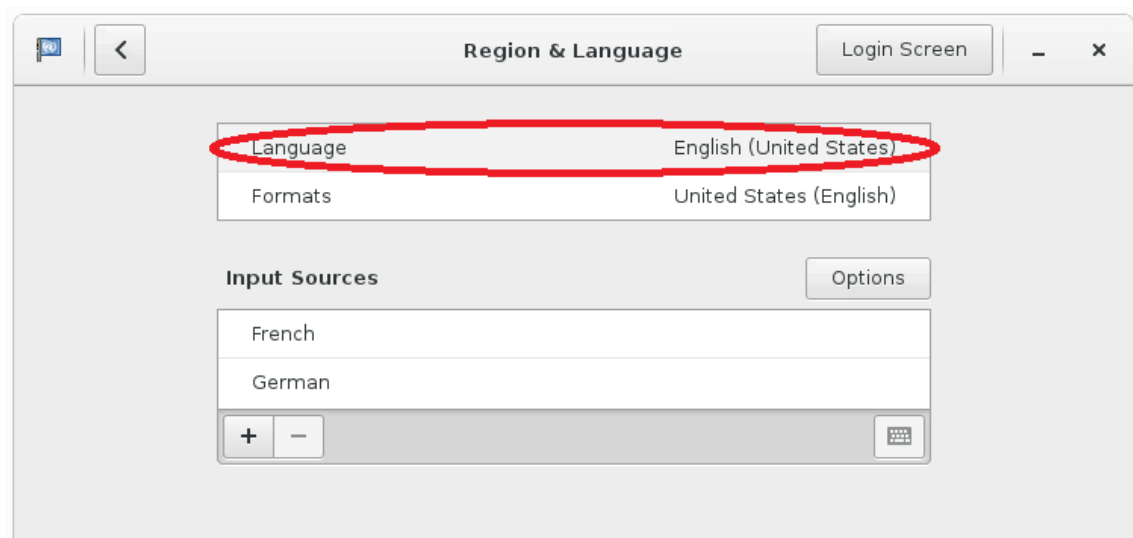 Region & Language
Login Screen
Language English (United States)
Formats United States (English)
Input Sources
Options
French
German